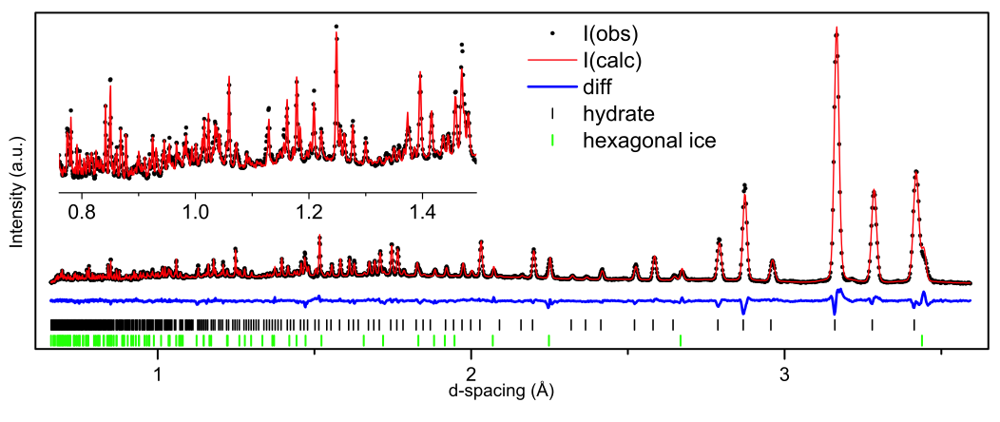 I(obs)
I(calc)
diff
hydrate
hexagonal ice
0.8 1.0 1.2 1.4
Intensity (a.u.)
1 2 3
d-spacing (Å)